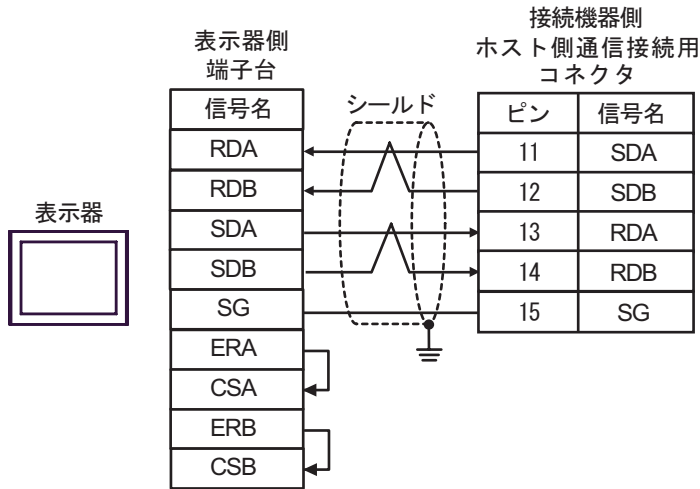 接続機器側
ホスト側通信接続用
コネクタ
表示器側
端子台
信号名
シールド
ピン 信号名
RDA 11 SDA
RDB 12 SDB
表示器
SDA 13 RDA
SDB 14 RDB
SG 15 SG
ERA
CSA
ERB
CSB